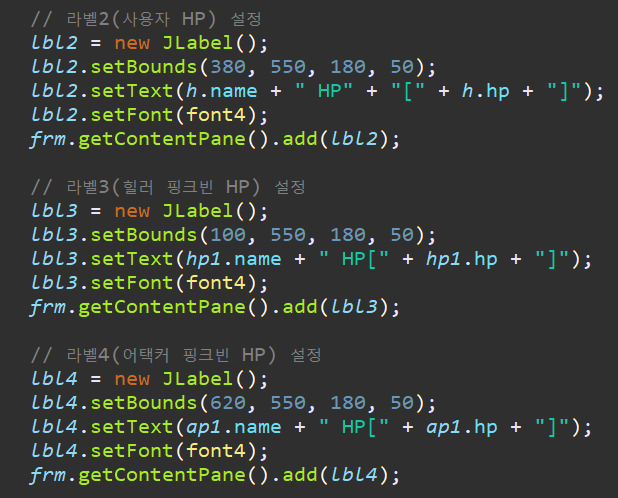 // 라벨2(사용자 HP) 설정
lbl2 = new JLabel();
lbl2.setBounds(380, 550, 180, 50);
lbl2.setText(h.name + " HP" + "[" + h.hp + "]");
lbl2.setFont(font4);
frm.getContentPane().add(lbl2);
// 라벨3(힐러 핑크빈 HP) 설정
lbl3 = new JLabel();
lbl3.setBounds(100, 550, 180, 50);
lbl3.setText(hp1.name + " HP[" + hp1.hp + "]");
lbl3.setFont(font4);
frm.getContentPane().add(lbl3);
// 라벨4(어택커 핑크빈 HP) 설정
lbl4 = new JLabel();
lbl4.setBounds(620, 550, 180, 50);
lbl4.setText(ap1.name + " HP[" + ap1.hp + "]");
lbl4.setFont(font4);
frm.getContentPane().add(lbl4);